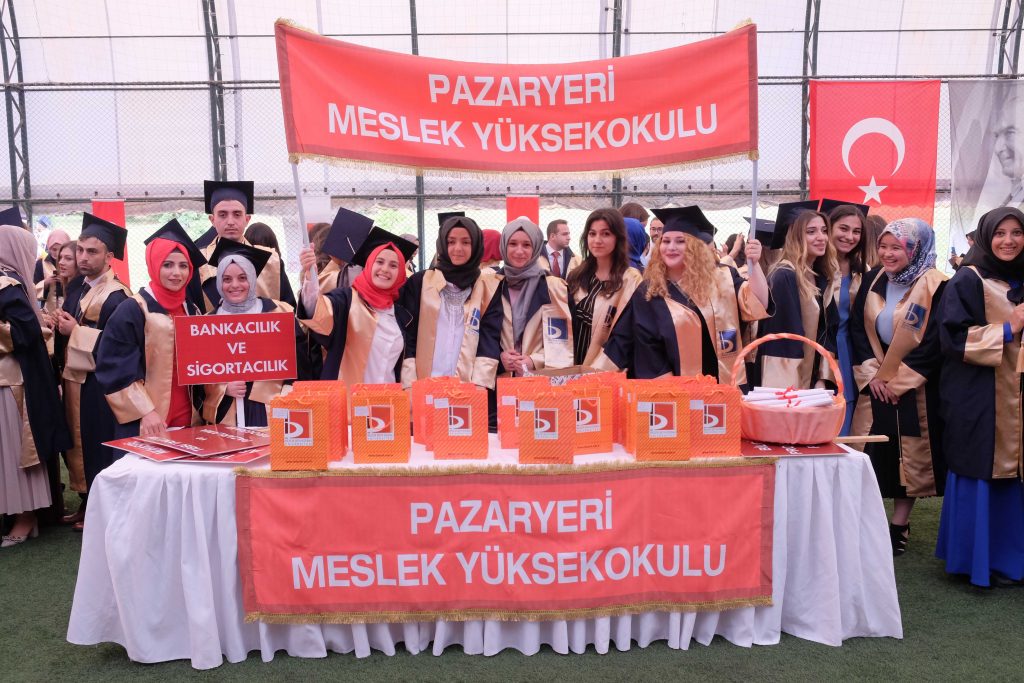 PAZARYERİ
MESLEK YÜKSEKOKULU
BANKACILIK
VE
SİGORTACILIK
PAZARYERİ
MESLEK YÜKSEKOKULU